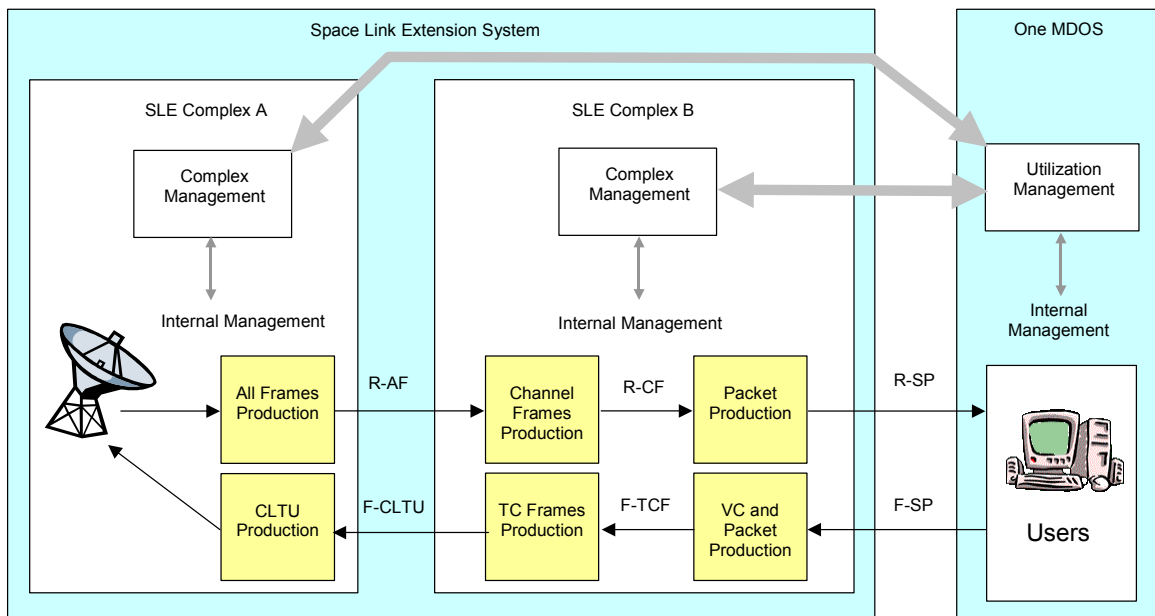 Space Link Extension System
One MDOS
SLE Complex A
SLE Complex B
Complex
Management
Complex
Management
Utilization
Management
Internal Management
Internal Management
Internal
Management
All Frames
Production
R-AF
Channel
Frames
Production
R-CF
Packet
Production
R-SP
CLTU
Production
F-CLTU
TC Frames
Production
F-TCF
VC and
Packet
Production
F-SP
Users